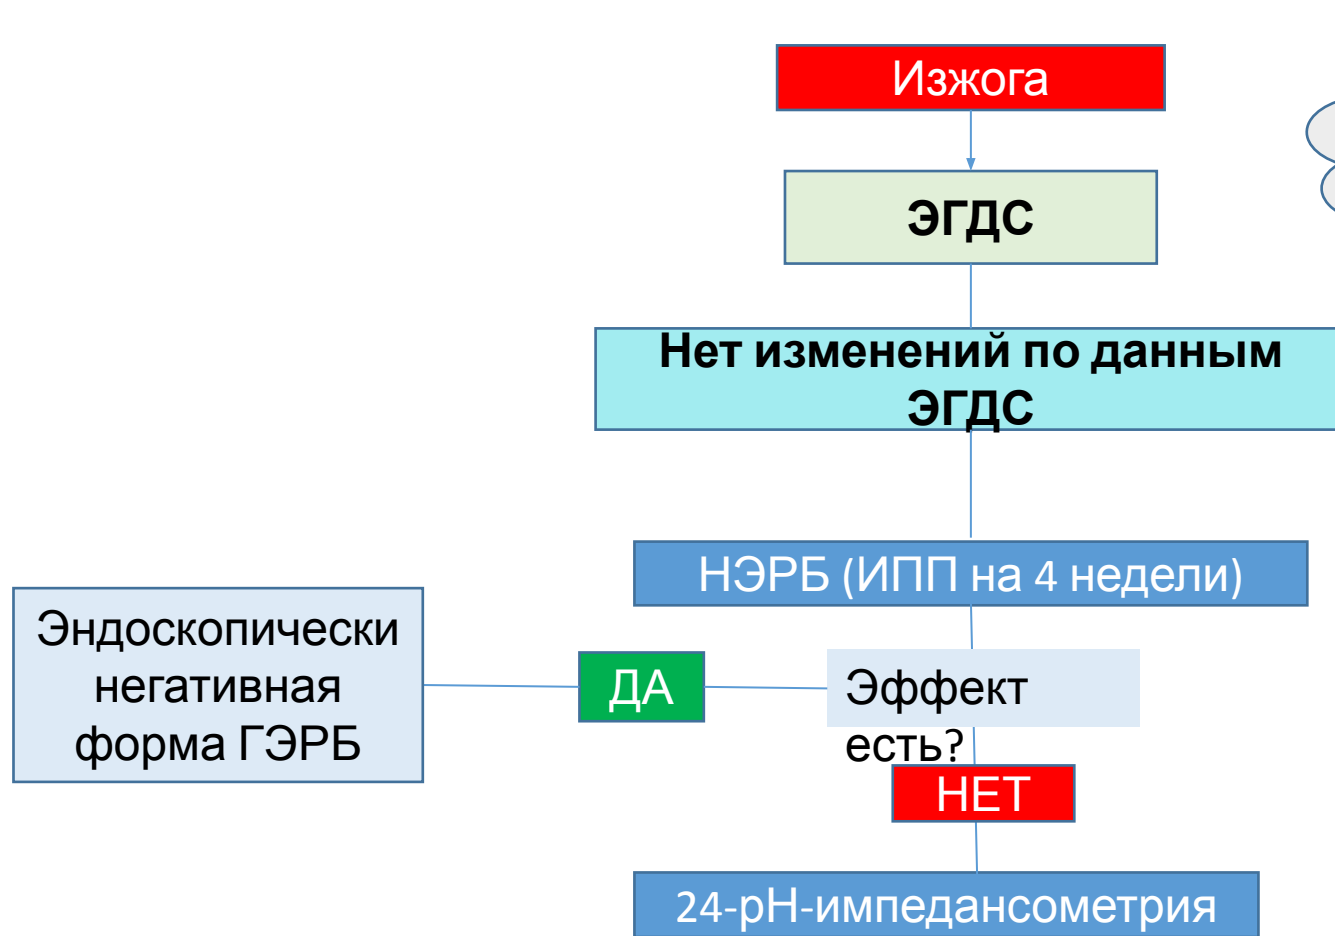 Изжога
ЭГДС
Нет изменений по данным
ЭГДС
НЭРБ (ИПП на 4 недели)
Эндоскопически
негативная
форма ГЭРБ
ДА
Эффект
есть?
НЕТ
24-рН-импедансометрия